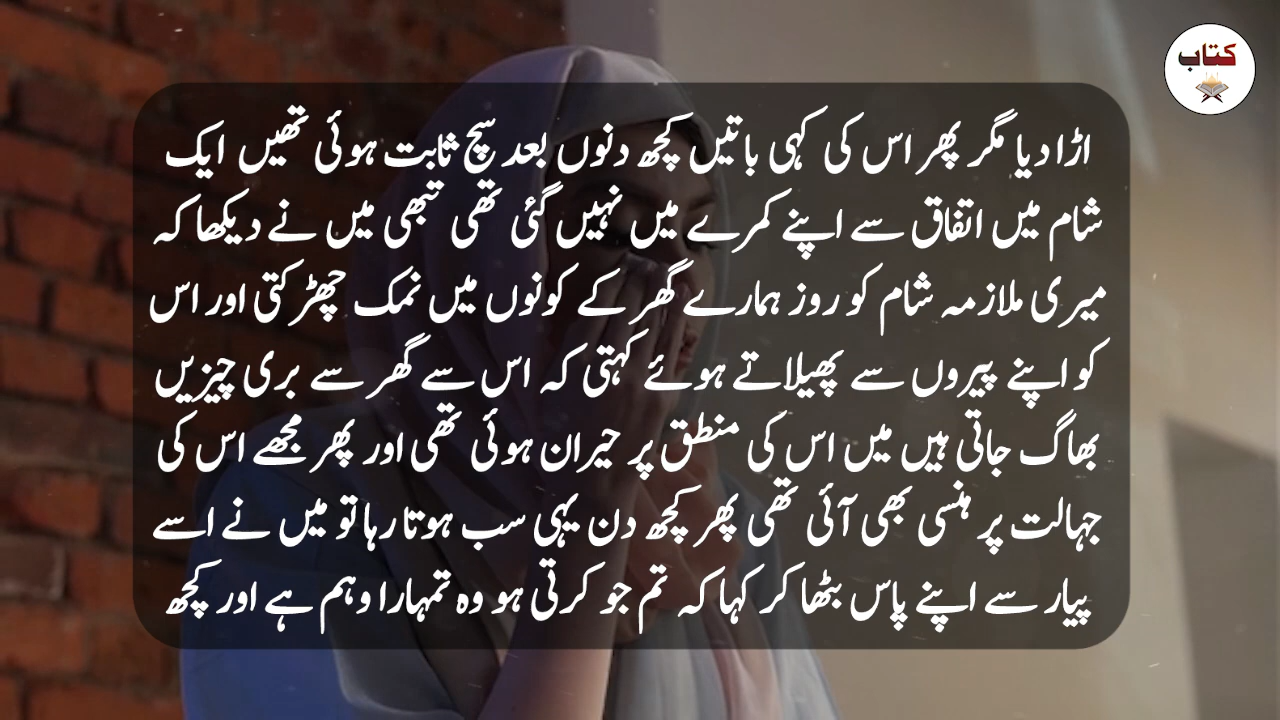 کتاب
اڑا دیا مگر پھر اس کی کہی باتیں کچھ دنوں بعد سچ ثابت ہوئی تھیں ایک
شام میں اتفاق سے اپنے کمرے میں نہیں گئی تھی تبھی میں نے دیکھا کہ
میری ملازمہ شام کو روز ہمارے گھر کے کونوں میں نمک چھڑکتی اور اس
کو اپنے پیروں سے پھیلاتے ہوئے کہتی کہ اس سے گھر سے بری چیزیں
بھاگ جاتی ہیں میں اس کی منطق پر حیران ہوئی تھی اور پھر مجھے اس کی
جہالت پر ہنسی بھی آئی تھی پھر کچھ دن یہی سب ہوتا رہا تو میں نے اسے
پیار سے اپنے پاس بٹھا کر کہا کہ تم جو کرتی ہو وہ تمہارا وہم ہے اور کچھ